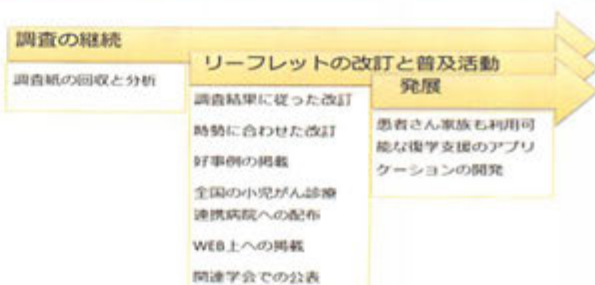 調査の継続
調査紙の回収と分析
リーフレットの改訂と普及活動
調査結果に従った改訂
時勢に合わせた改訂
好事例の掲載
全国の小児がん診療
連携病院への配布
WEB上への掲載
関連学会での公表
発展
患者さん家族も利用可
能な復学支援のアプリ
ケーションの開発